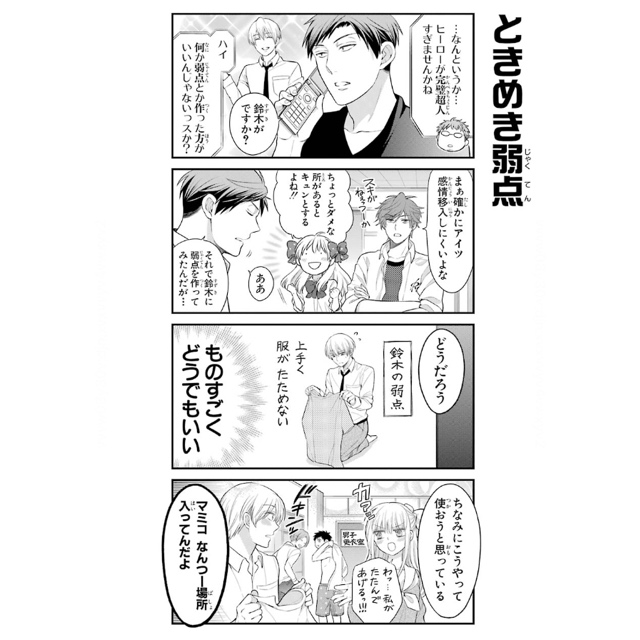 ときめき弱点
じゃくてん
…なんというか…
ヒーローが完璧超人
すぎませんかね
ハイ
何か弱点とか作った方が
いいんじゃないっスか？
鈴木が
ですか？
まぁ確かにアイツ
感情移入しにくいよな
スキが
ねぇっつーか
ちょっとダメな
所があると
キュンとする
よね!!
ああ
それで鈴木に
弱点を作って
みたんだが…
どうだろう
鈴木の弱点
上手く
服が たためない
ものすごく
どうでもいい
ちなみにこうやって
使おうと思っている
カァ…
わっ…私が
たたんで
あげるっ!!!
男子
更衣室
マミコ なんつー場所
入ってんだよ